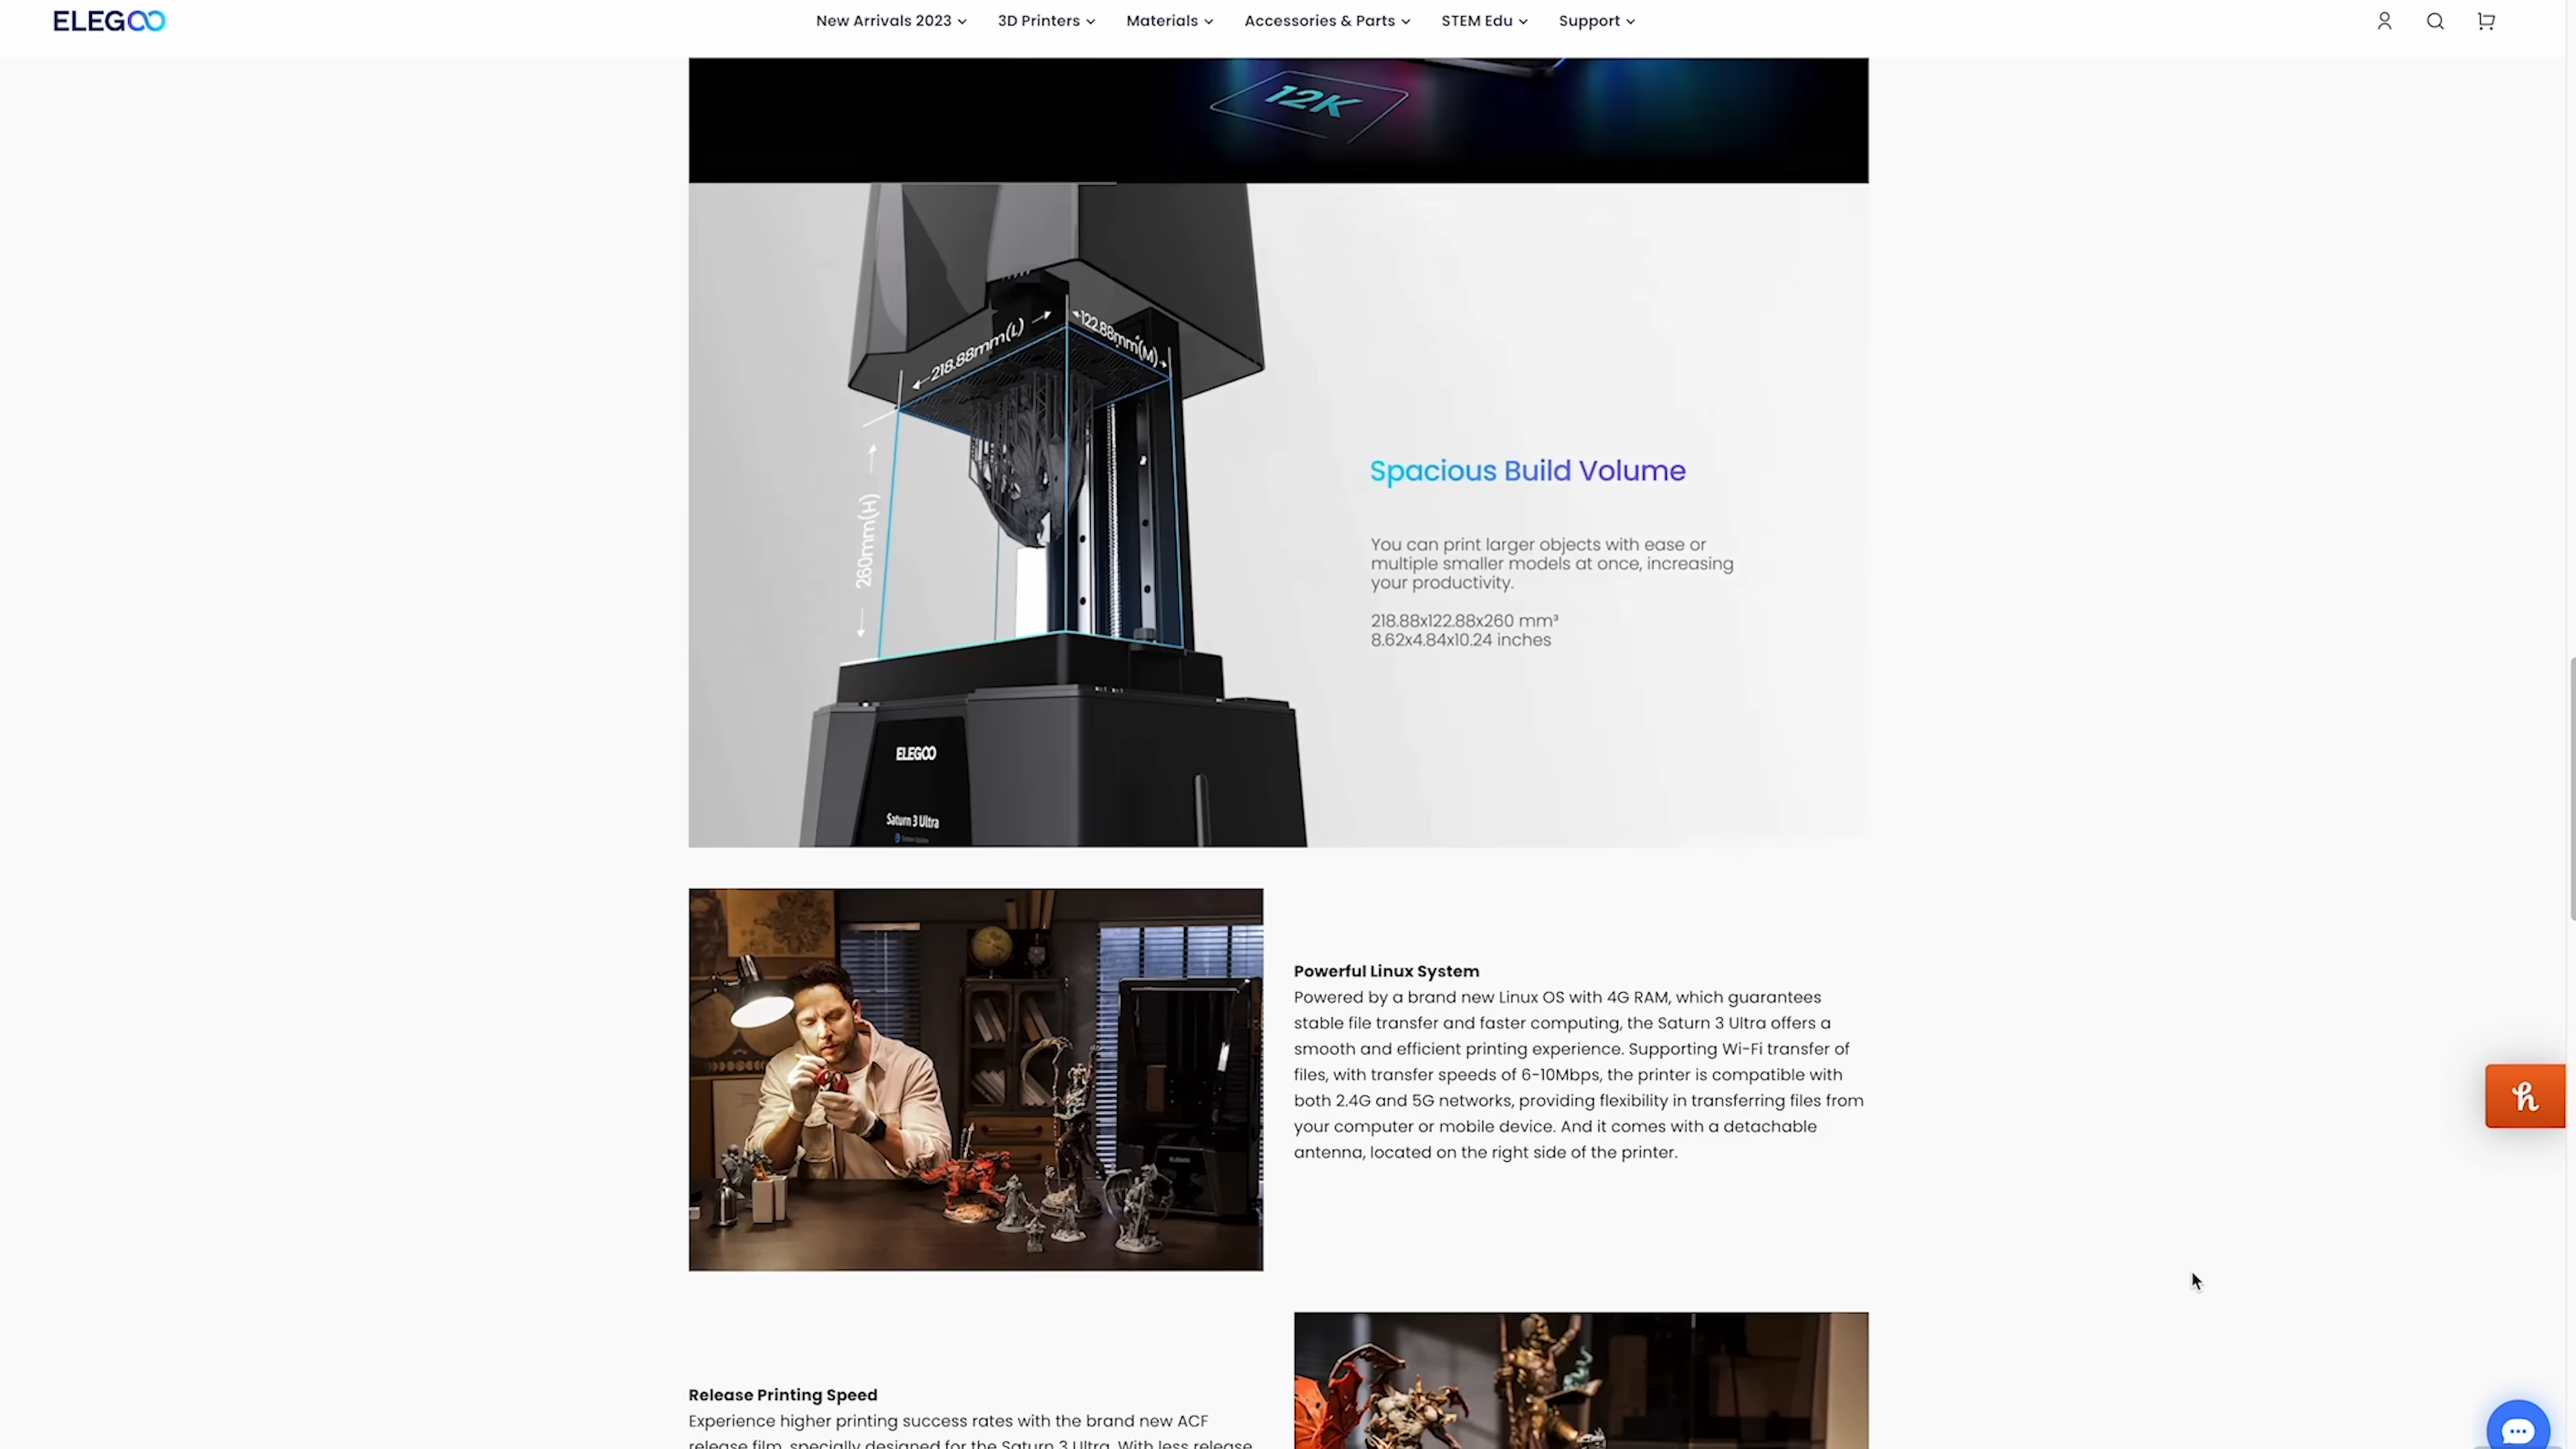 ELEGOO
New Arrivals 2023
3D Printers
Materials
Accessories & Parts
STEM Edu
Support
12K
218.88mm(L)
122.88mm(M)
260mm(H)
Spacious Build Volume
You can print larger objects with ease or
multiple smaller models at once, increasing
your productivity.
218.88x122.88x260 mm³
8.62x4.84x10.24 inches
ELEGOO
Saturn 3 Ultra
Powerful Linux System
Powered by a brand new Linux OS with 4G RAM, which guarantees
stable file transfer and faster computing, the Saturn 3 Ultra offers a
smooth and efficient printing experience. Supporting Wi-Fi transfer of
files, with transfer speeds of 6-10Mbps, the printer is compatible with
both 2.4G and 5G networks, providing flexibility in transferring files from
your computer or mobile device. And it comes with a detachable
antenna, located on the right side of the printer.
ELEGOO
Release Printing Speed
Experience higher printing success rates with the brand new ACF
release film, specially designed for the Saturn 3 Ultra. With less release